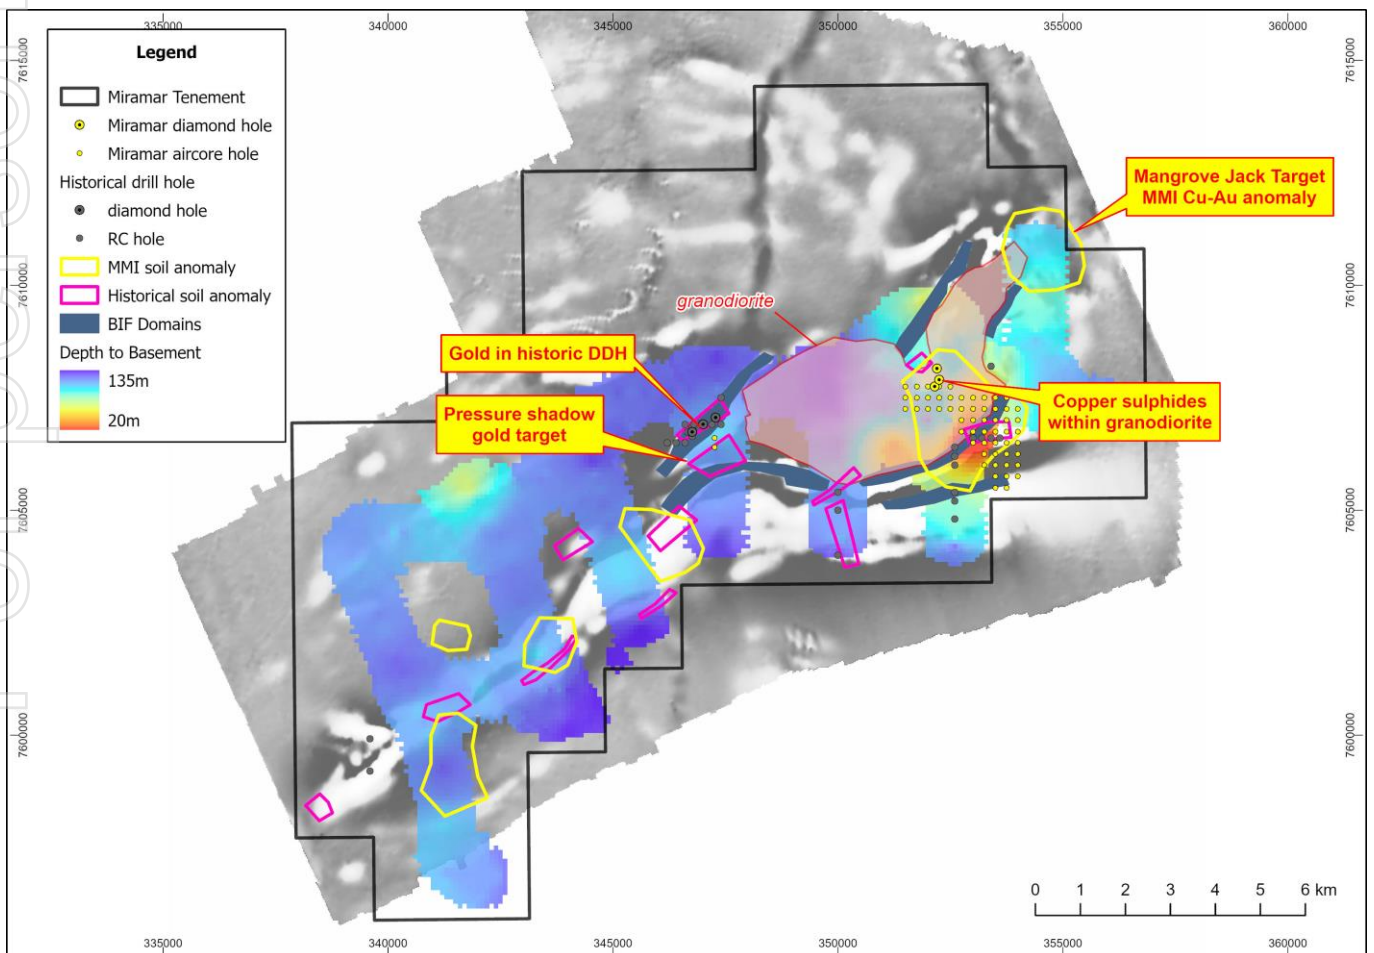 335000
340000
345000
350000
355000
360000
7615000
7615000
Legend
Miramar Tenement
Miramar diamond hole
Miramar aircore hole
Historical drill hole
diamond hole
RC hole
MMI soil anomaly
Historical soil anomaly
BIF Domains
Depth to Basement
135m
20m
Mangrove Jack Target
MMI Cu-Au anomaly
7610000
7610000
granodiorite
Gold in historic DDH
Pressure shadow
gold target
Copper sulphides
within granodiorite
7605000
7605000
7600000
7600000
0 1 2 3 4 5 6 km
335000
340000
345000
350000
355000
360000